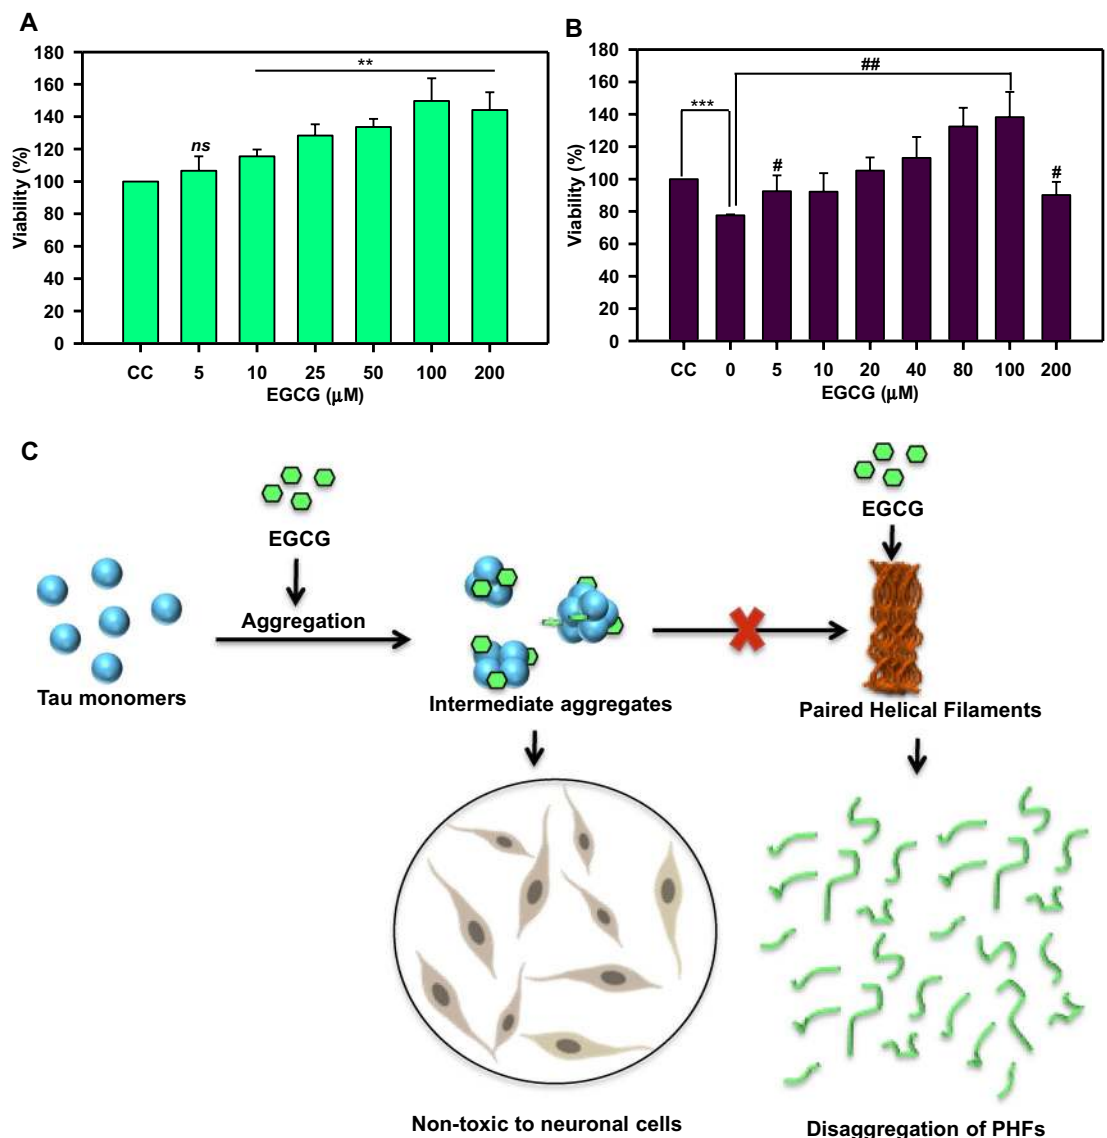 A
180
160
140
120
100
80
60
40
20
0
Viability (%)
ns
**
CC 5 10 25 50 100 200
EGCG (µM)
B
180
160
140
120
100
80
60
40
20
0
Viability (%)
***
##
#
#
CC 0 5 10 20 40 80 100 200
EGCG (µM)
C
EGCG
EGCG
Aggregation
Tau monomers
Intermediate aggregates
Paired Helical Filaments
Non-toxic to neuronal cells
Disaggregation of PHFs